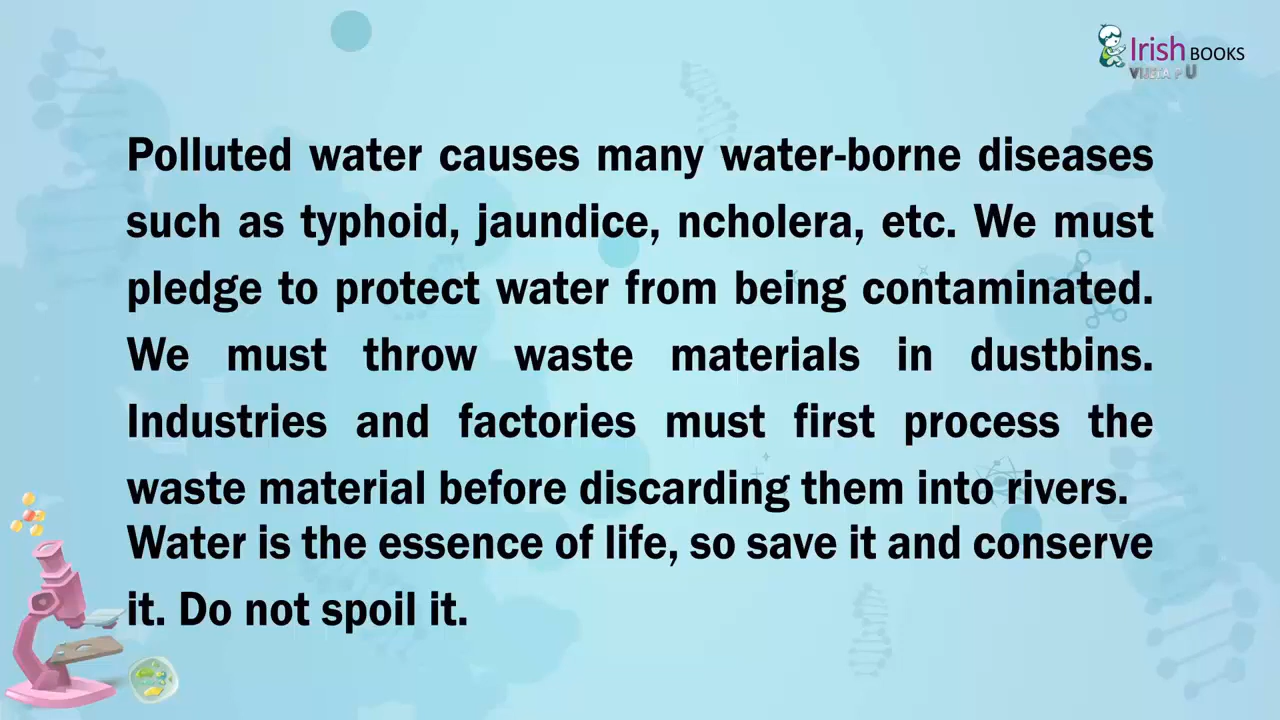 Irish BOOKS
Polluted water causes many water-borne diseases
such as typhoid, jaundice, ncholera, etc. We must
pledge to protect water from being contaminated.
We must throw waste materials in dustbins.
Industries and factories must first process the
waste material before discarding them into rivers.
Water is the essence of life, so save it and conserve
it. Do not spoil it.